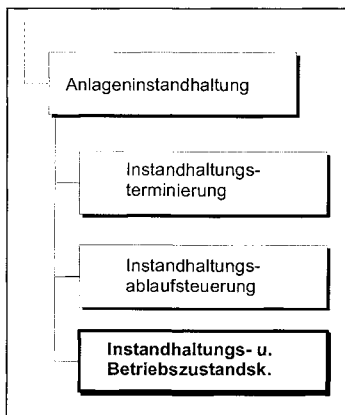 Anlageninstandhaltung
Instandhaltungs-
terminierung
Instandhaltungs-
ablaufsteuerung
Instandhaltungs- u.
Betriebszustandsk.